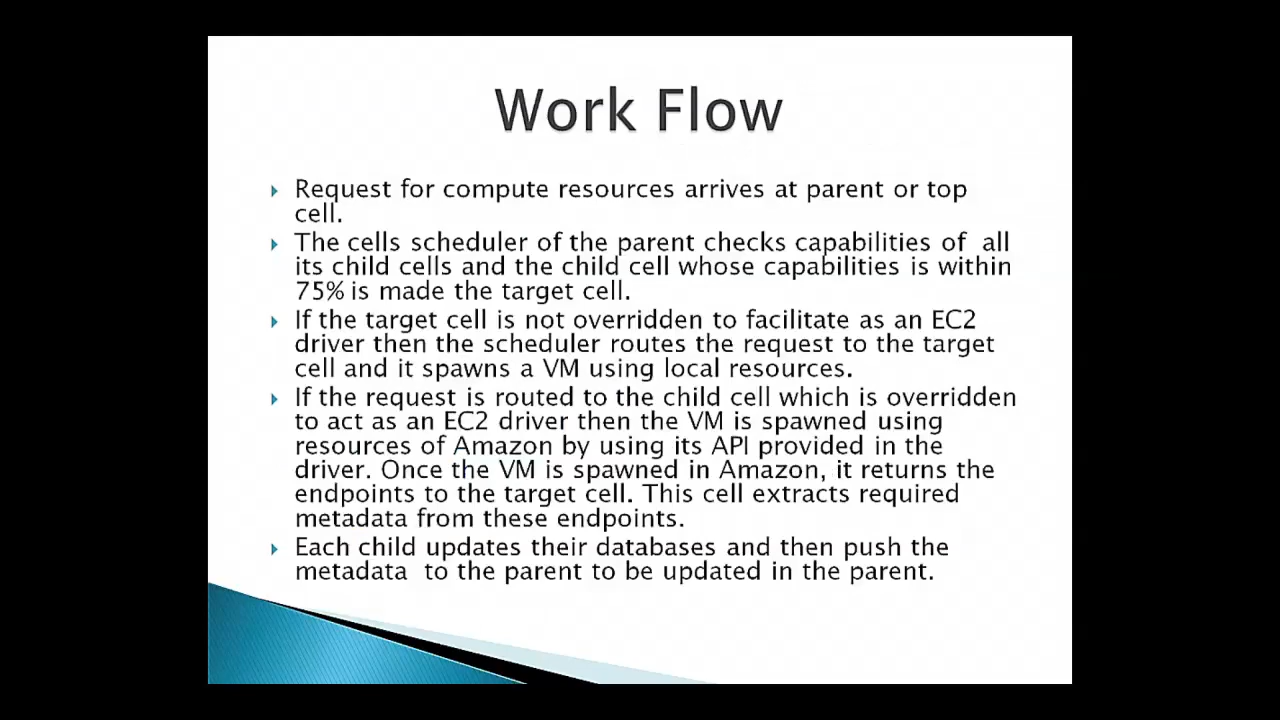 Work Flow
Request for compute resources arrives at parent or top
cell.
The cells scheduler of the parent checks capabilities of  all
its child cells and the child cell whose capabilities is within
75% is made the target cell.
If the target cell is not overridden to facilitate as an EC2
driver then the scheduler routes the request to the target
cell and it spawns a VM using local resources.
If the request is routed to the child cell which is overridden
to act as an EC2 driver then the VM is spawned using
resources of Amazon by using its API provided in the
driver. Once the VM is spawned in Amazon, it returns the
endpoints to the target cell. This cell extracts required
metadata from these endpoints.
Each child updates their databases and then push the
metadata  to the parent to be updated in the parent.